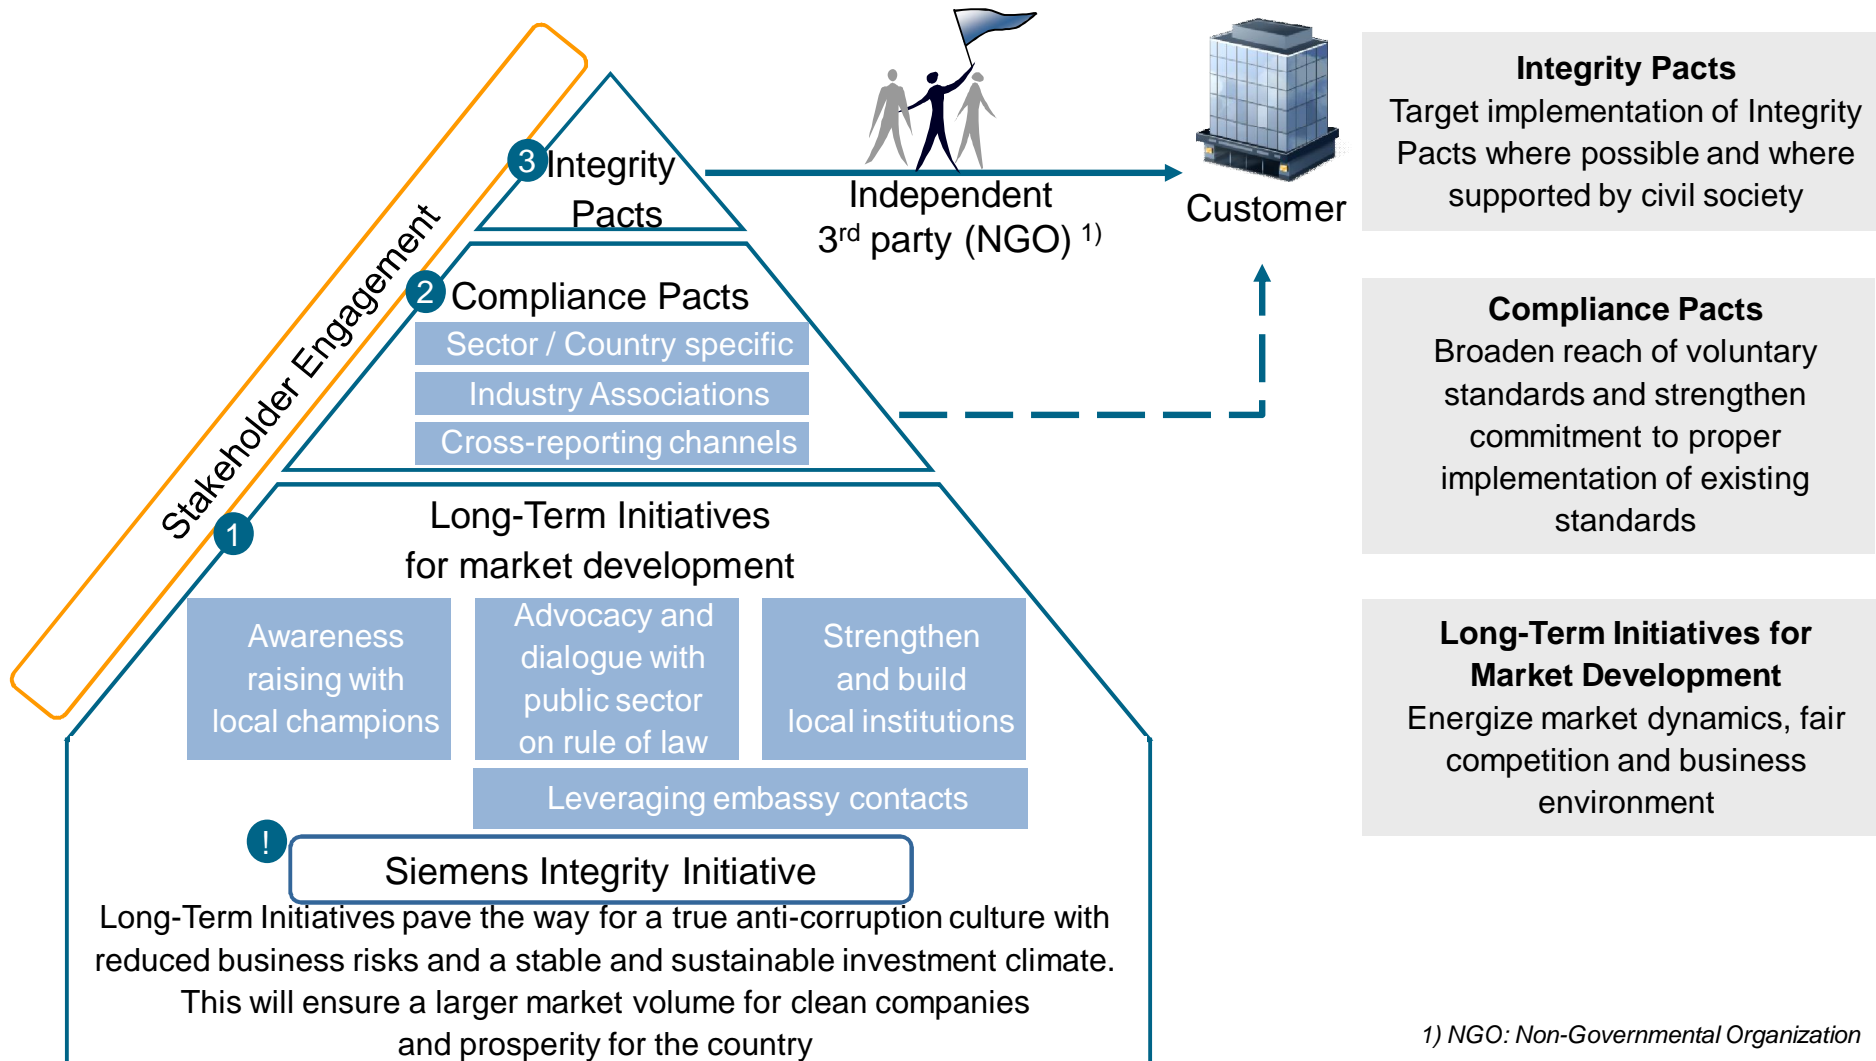 Stakeholder Engagement
3
Integrity
Pacts
Independent
3rd party (NGO) 1)
Customer
2
Compliance Pacts
Sector / Country specific
Industry Associations
Cross-reporting channels
1
Long-Term Initiatives
for market development
Awareness
raising with
local champions
Advocacy and
dialogue with
public sector
on rule of law
Strengthen
and build
local institutions
Leveraging embassy contacts
!
Siemens Integrity Initiative
Long-Term Initiatives pave the way for a true anti-corruption culture with
reduced business risks and a stable and sustainable investment climate.
This will ensure a larger market volume for clean companies
and prosperity for the country
Integrity Pacts
Target implementation of Integrity
Pacts where possible and where
supported by civil society
Compliance Pacts
Broaden reach of voluntary
standards and strengthen
commitment to proper
implementation of existing
standards
Long-Term Initiatives for
Market Development
Energize market dynamics, fair
competition and business
environment
1) NGO: Non-Governmental Organization